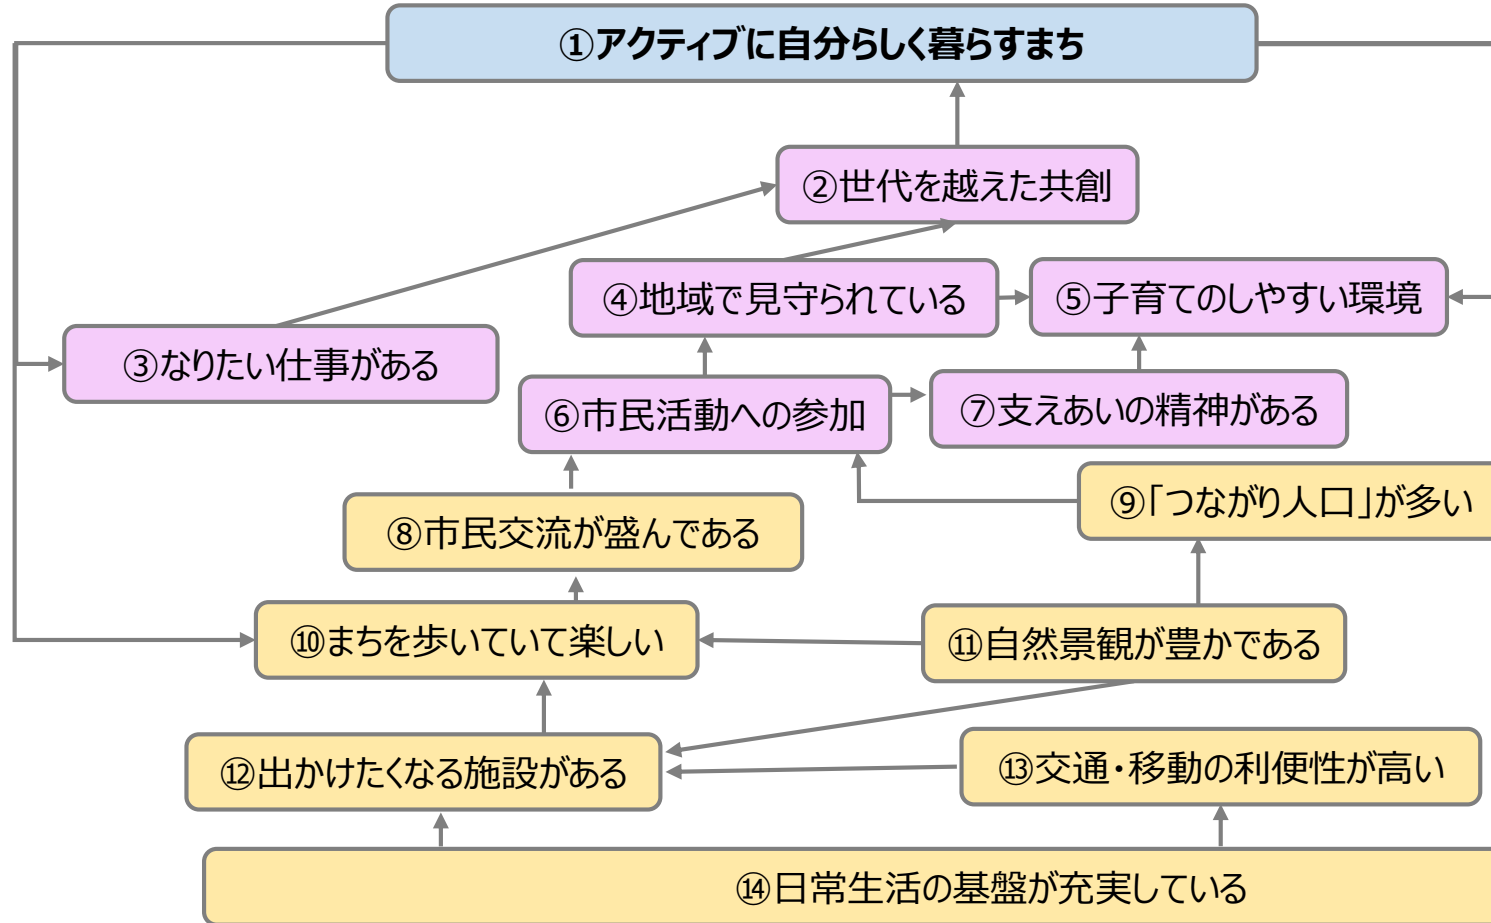 ①アクティブに自分らしく暮らすまち
②世代を越えた共創
④地域で見守られている
⑤子育てのしやすい環境
③なりたい仕事がある
⑥市民活動への参加
⑦支えあいの精神がある
⑨「つながり人口」が多い
⑧市民交流が盛んである
⑩まちを歩いていて楽しい
⑪自然景観が豊かである
⑫出かけたくなる施設がある
⑬交通・移動の利便性が高い
⑭日常生活の基盤が充実している